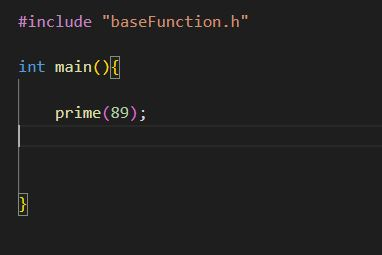 #include "baseFunction.h"
int main(){
prime(89);
}